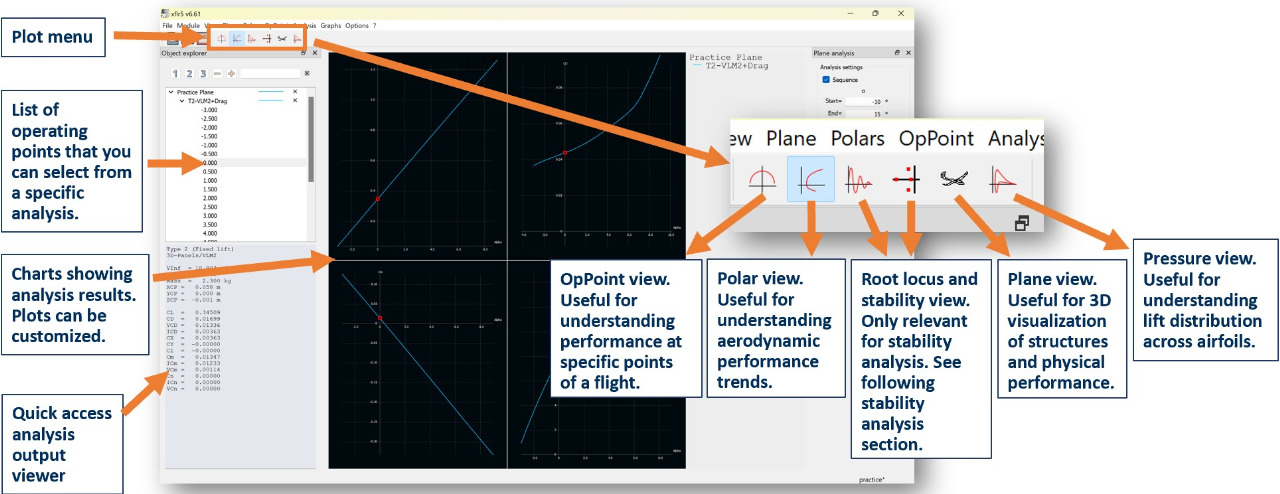 xflr5 v6.61
File Module
Graphs Options ?
Plot menu
Object explorer
1 2 3
Practice Plane
T2-VLM2+Drag
-3.000
-2.500
-2.000
-1.500
-1.000
-0.500
0.000
0.500
1.000
1.500
2.000
2.500
3.000
3.500
4.000
List of
operating
points that you
can select from
a specific
analysis.
Type 2 (Fixed lift)
3D-Panels/VLM2
Mass = 2.300 kg
XCP = 0.058 m
YCP = 0.000 m
ZCP = -0.001 m
CL = 0.34509
CD = 0.01699
VCD = 0.01336
ICD = 0.00363
CX = 0.00363
CY = -0.00000
Cl = -0.00000
Cm = 0.01347
ICm = 0.01233
VCm = 0.00114
Cn = 0.00000
ICn = 0.00000
VCn = 0.00000
Charts showing
analysis results.
Plots can be
customized.
Quick access
analysis
output
viewer
Practice Plane
T2-VLM2+Drag
Plane analysis
Analysis settings
Sequence
Start= -10 °
End= 15 °
ew Plane Polars OpPoint Analys
OpPoint view.
Useful for
understanding
performance at
specific points
of a flight.
Polar view.
Useful for
understanding
aerodynamic
performance
trends.
Root locus and
stability view.
Only relevant
for stability
analysis. See
following
stability
analysis
section.
Plane view.
Useful for 3D
visualization
of structures
and physical
performance.
Pressure view.
Useful for
understanding
lift distribution
across airfoils.
practice*